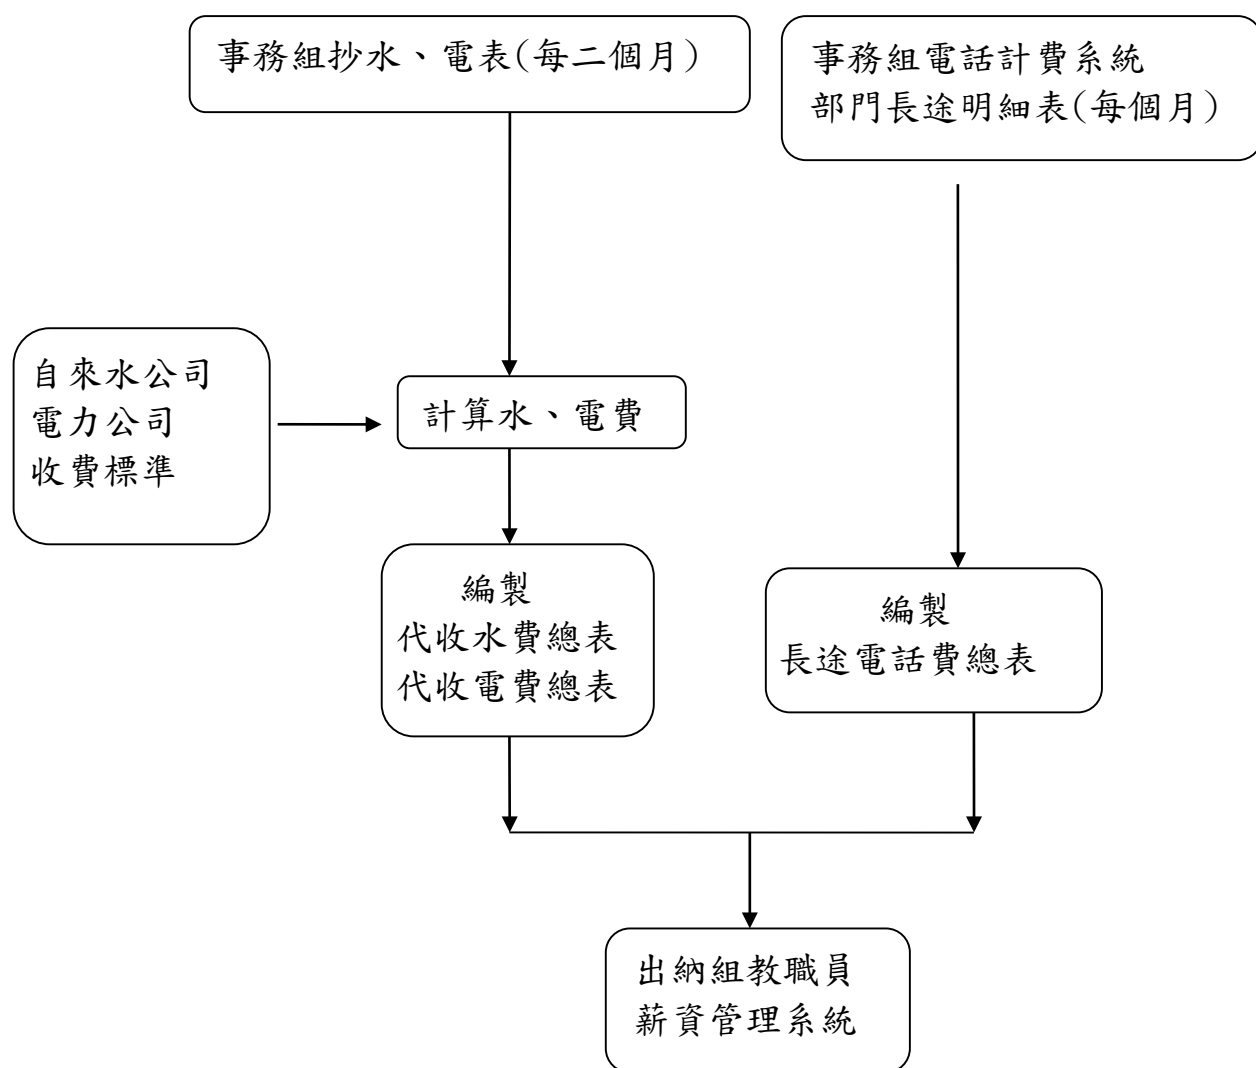 事務組抄水、電表(每二個月)
事務組電話計費系統
部門長途明細表(每個月)
自來水公司
電力公司
收費標準
計算水、電費
編製
代收水費總表
代收電費總表
編製
長途電話費總表
出納組教職員
薪資管理系統